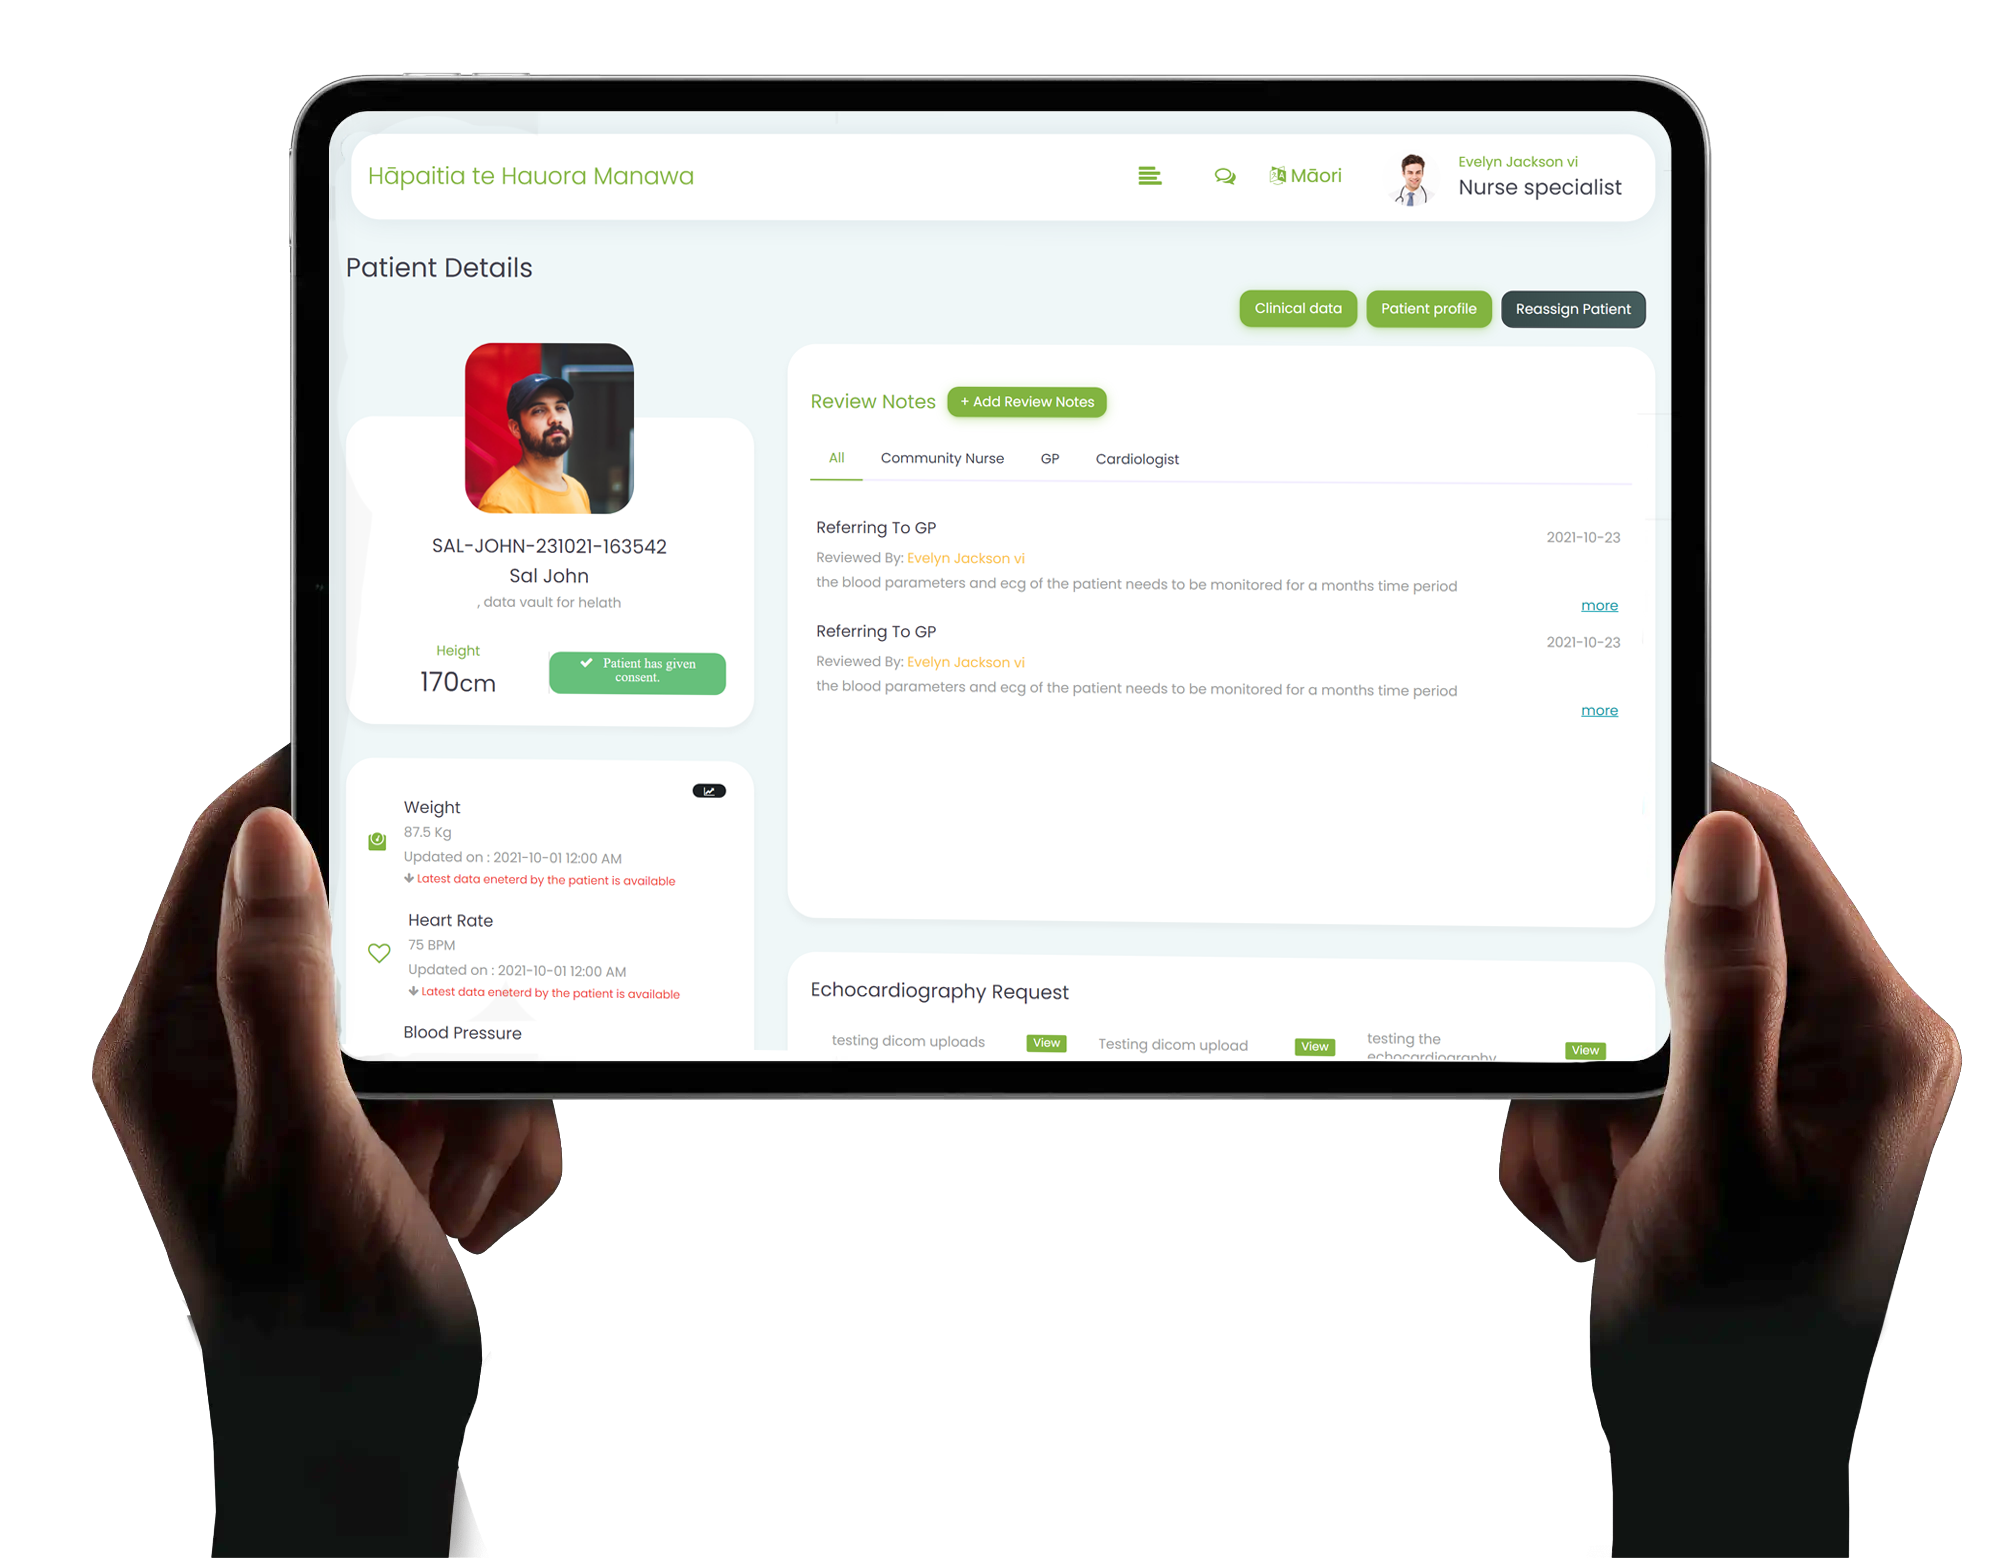 Hāpaitia te Hauora Manawa
Māori
Evelyn Jackson vi
Nurse specialist
Patient Details
Clinical data
Patient profile
Reassign Patient
SAL-JOHN-231021-163542
Sal John
, data vault for helath
Height
170cm
Patient has given
consent.
Weight
87.5 Kg
Updated on : 2021-10-01 12:00 AM
Latest data eneterd by the patient is available
Heart Rate
75 BPM
Updated on : 2021-10-01 12:00 AM
Latest data eneterd by the patient is available
Blood Pressure
Review Notes
+ Add Review Notes
All
Community Nurse
GP
Cardiologist
Referring To GP
2021-10-23
Reviewed By: Evelyn Jackson vi
the blood parameters and ecg of the patient needs to be monitored for a months time period
more
Referring To GP
2021-10-23
Reviewed By: Evelyn Jackson vi
the blood parameters and ecg of the patient needs to be monitored for a months time period
more
Echocardiography Request
testing dicom uploads
View
Testing dicom upload
View
testing the
echocardiography
View